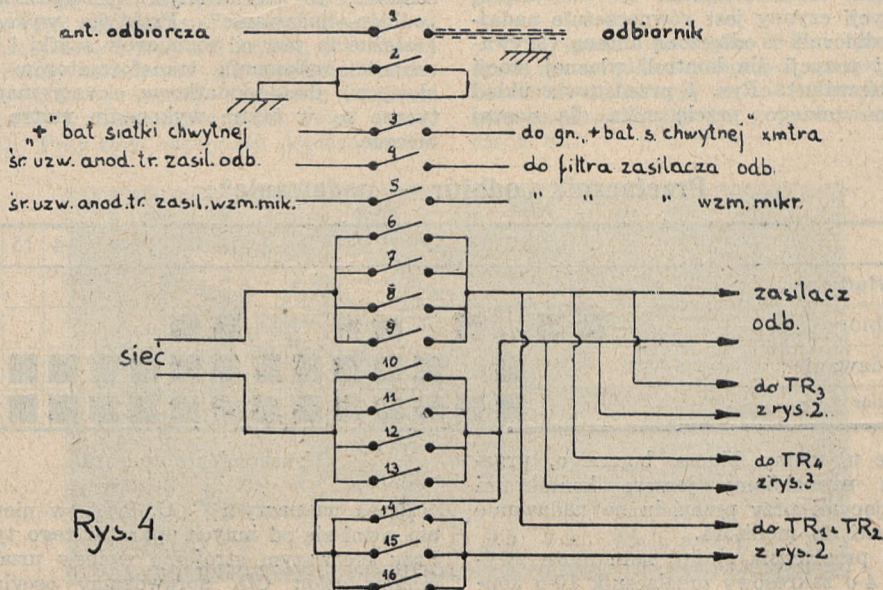 3
ant. odbiorcza
odbiórnik
2
"+" bat siatki chwytnej
3
do gn. „+ bat. s. chwytnej" xmtra
śr. uzw. anod. tr. zasil. odb.
4
do filtra zasilacza odb.
śr. uzw. anod. tr. zasil. wzm. mik.
5
" " " wzm. mikr.
6
7
8
9
zasilacz
odb.
siec
10
11
12
13
do TR3
z rys. 2.
do TR4
z rys. 3
14
15
16
do TR1 i TR2
z rys. 2
Rys. 4.